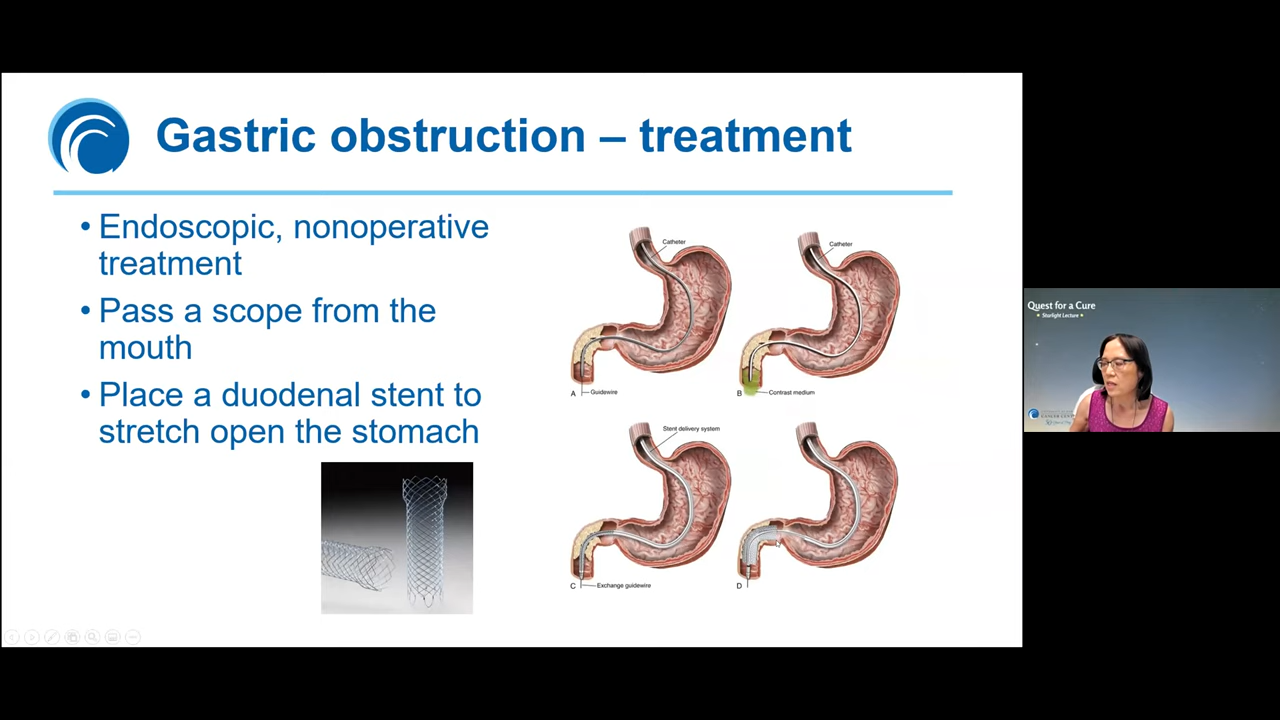 Gastric obstruction – treatment
• Endoscopic, nonoperative
treatment
• Pass a scope from the
mouth
• Place a duodenal stent to
stretch open the stomach
Catheter
A
Guidewire
Catheter
B
Contrast medium
Stent delivery system
C
Exchange guidewire
D
Quest for a Cure
Starlight Lecture